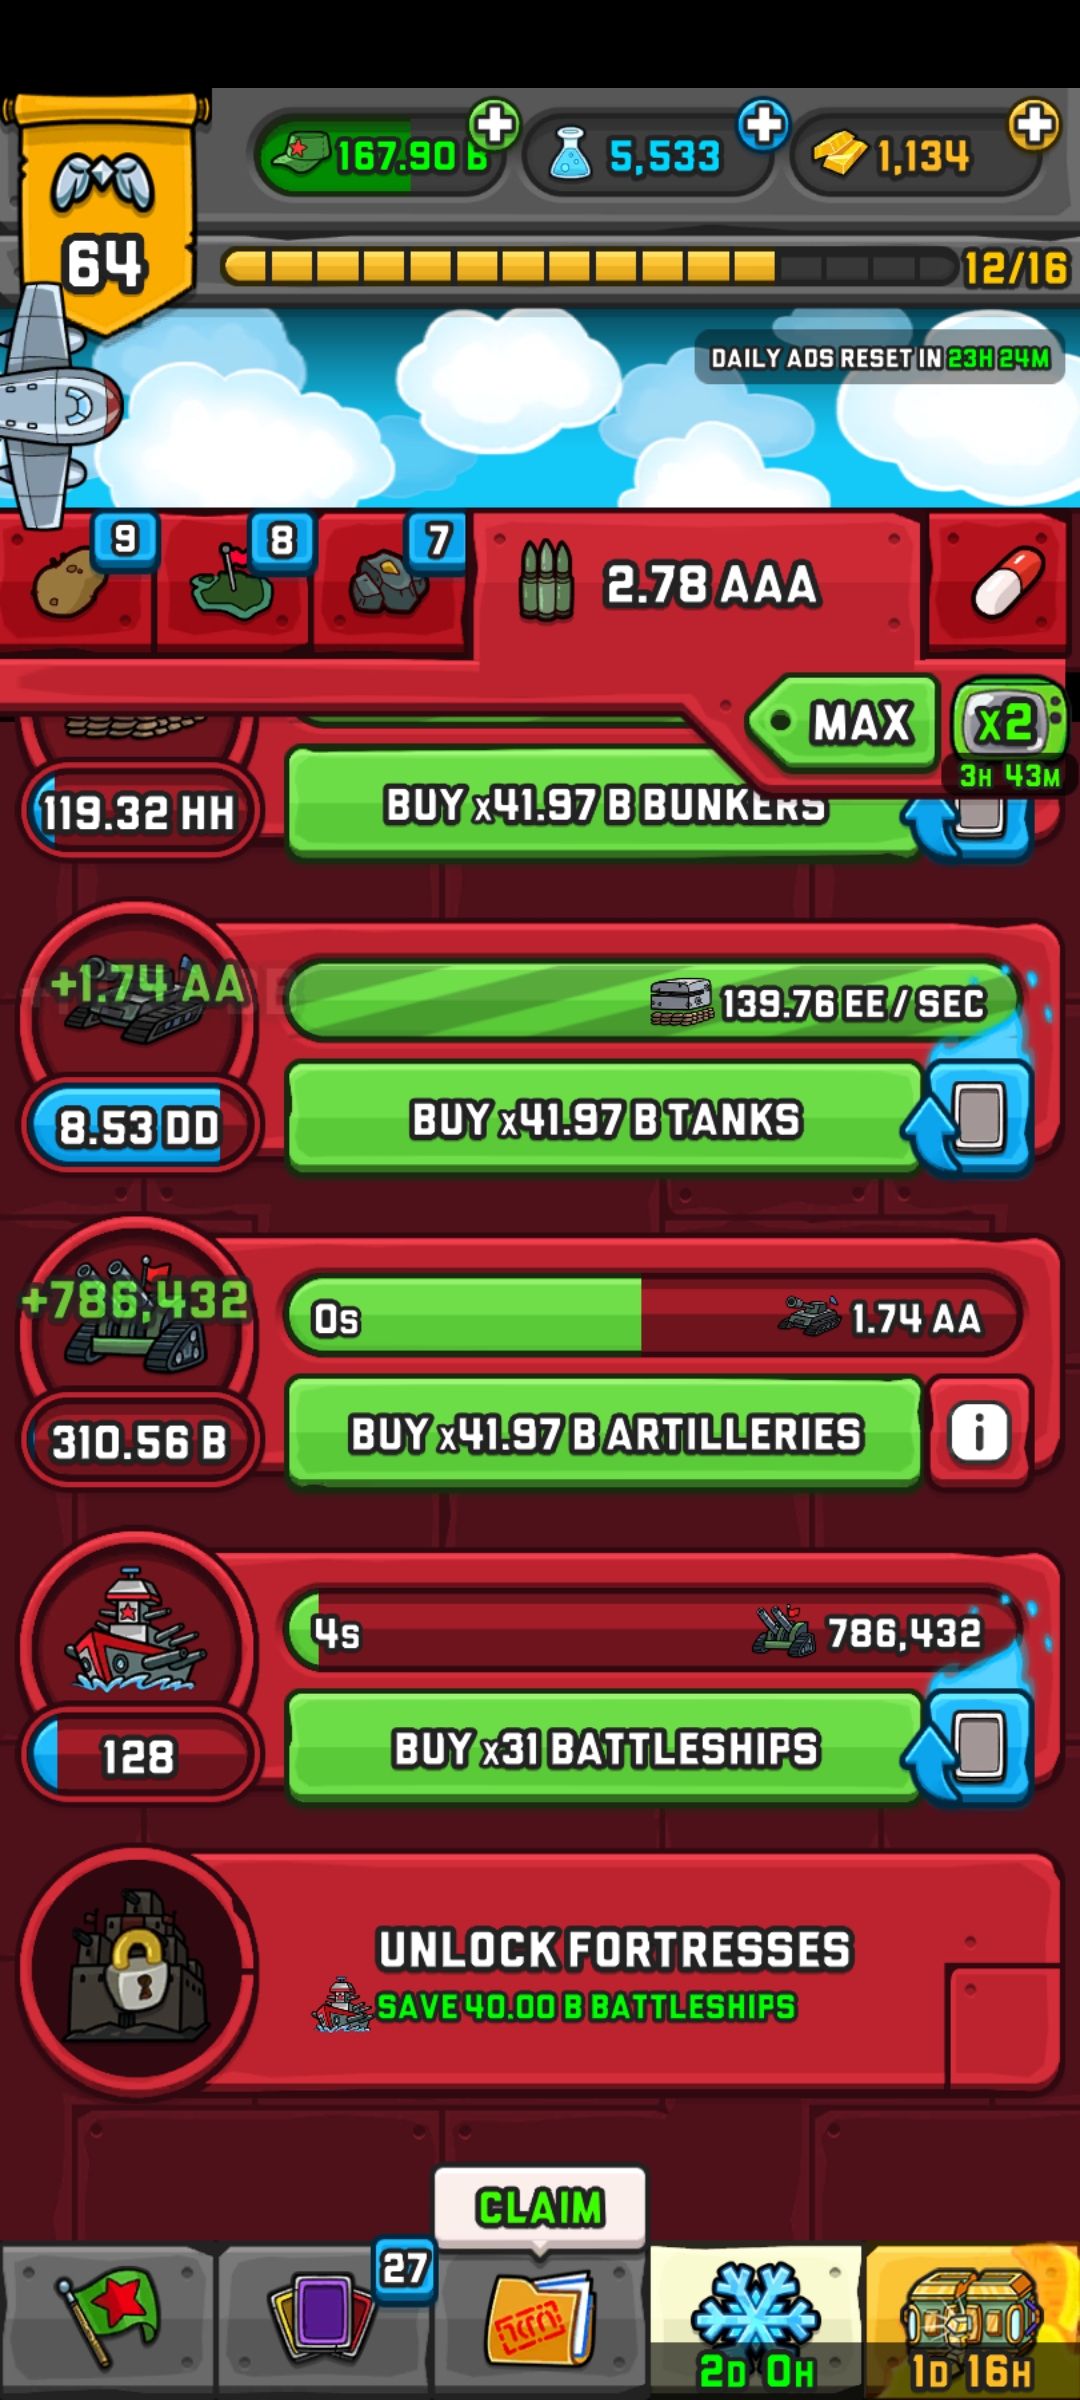 64
167.90 B
5,533
1,134
12/16
DAILY ADS RESET IN 23H 24M
9
8
7
2.78 AAA
MAX
X2
3H 43M
119.32 HH
BUY x41.97 B BUNKERS
+1.74 AA
139.76 EE / SEC
8.53 DD
BUY x41.97 B TANKS
+786,432
0s
1.74 AA
310.56 B
BUY x41.97 B ARTILLERIES
i
4s
786,432
128
BUY x31 BATTLESHIPS
UNLOCK FORTRESSES
SAVE 40.00 B BATTLESHIPS
CLAIM
27
2D 0H
1D 16H